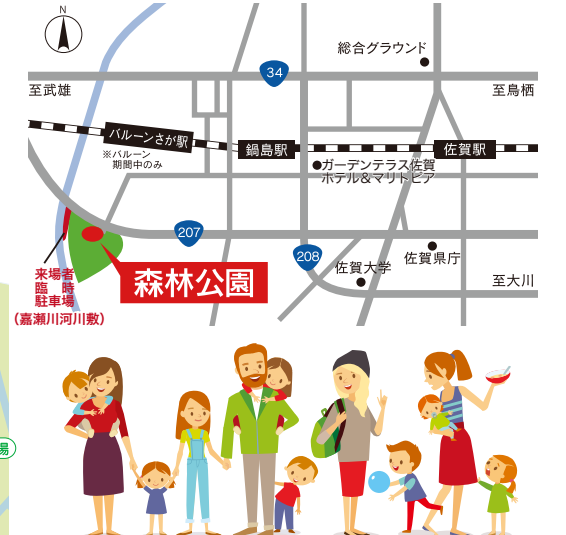 N
総合グラウンド
34
至武雄
至鳥栖
バルーンさが駅
※バルーン
期間中のみ
鍋島駅
佐賀駅
ガーデンテラス佐賀
ホテル&マリトピア
207
208
佐賀県庁
佐賀大学
至大川
来場者
臨 時
駐車場
(嘉瀬川河川敷)
森林公園
場